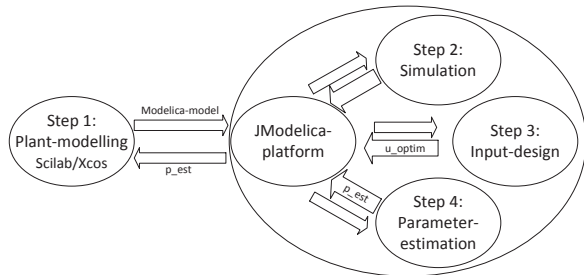 Step 1:
Plant-modelling
Scilab/Xcos
Modelica-model
p_est
JModelica-
platform
Step 2:
Simulation
u_optim
Step 3:
Input-design
p_est
Step 4:
Parameter-
estimation